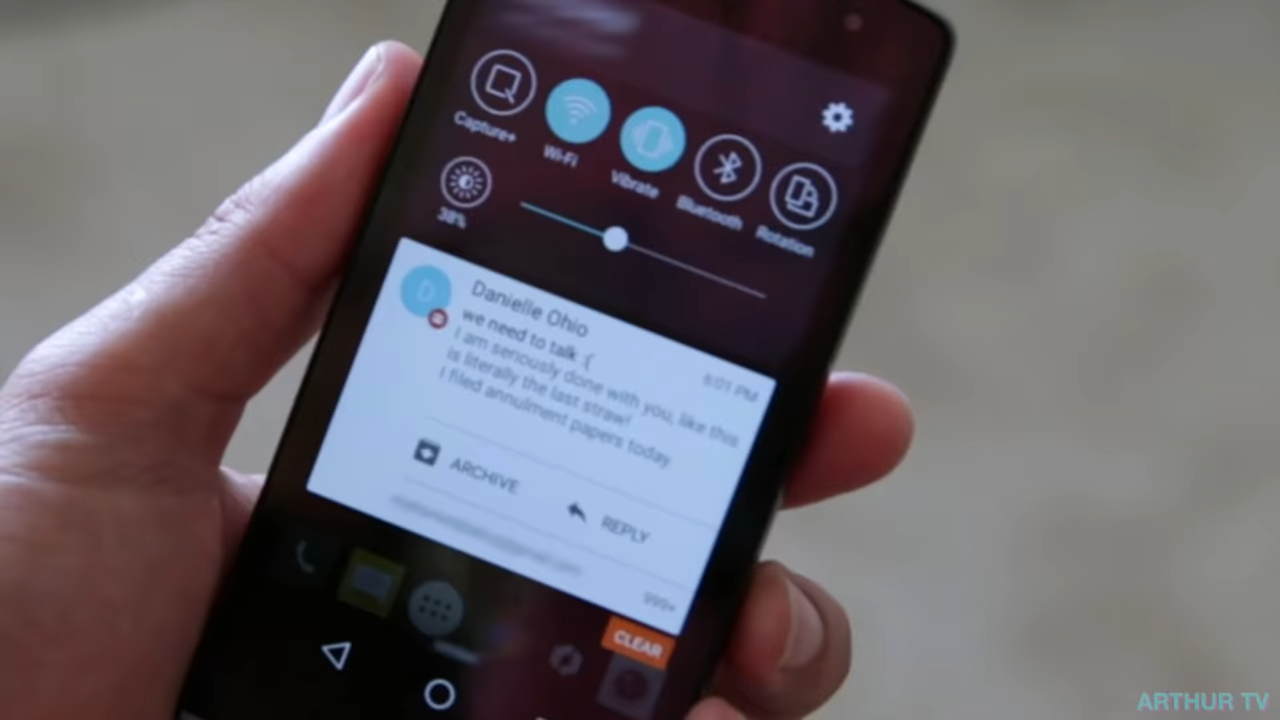 Capture+
Wi-Fi
Vibrate
Bluetooth
Rotation
38%
D
Danielle Ohio
we need to talk :(
5:01 PM
I am seriously done with you, like this
is literally the last straw!
I filed annulment papers today
ARCHIVE
REPLY
999+
CLEAR
ARTHUR TV